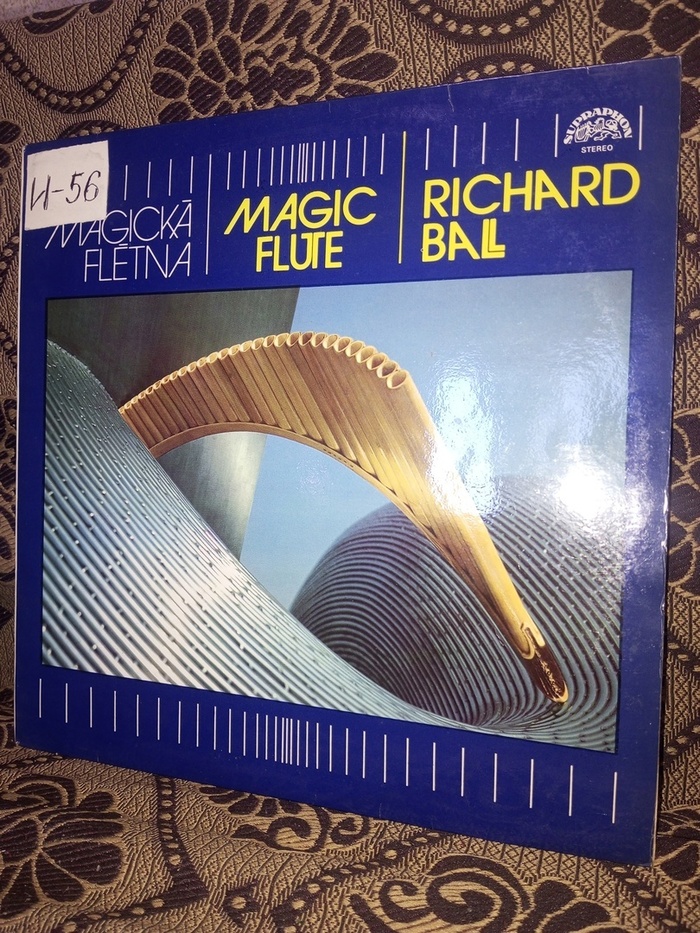 И-56
MAGICKÁ
FLÉTNA
MAGIC
FLUTE
RICHARD
BALL
SUPRAPHON
STEREO